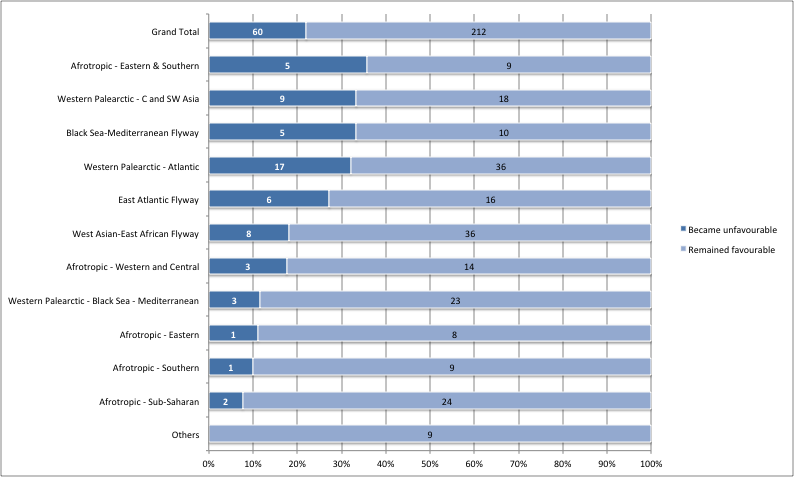 Grand Total 60 212
Afrotropic - Eastern & Southern 5 9
Western Palearctic - C and SW Asia 9 18
Black Sea-Mediterranean Flyway 5 10
Western Palearctic - Atlantic 17 36
East Atlantic Flyway 6 16
West Asian-East African Flyway 8 36
Afrotropic - Western and Central 3 14
Western Palearctic - Black Sea - Mediterranean 3 23
Afrotropic - Eastern 1 8
Afrotropic - Southern 1 9
Afrotropic - Sub-Saharan 2 24
Others 9
0% 10% 20% 30% 40% 50% 60% 70% 80% 90% 100%
Became unfavourable
Remained favourable